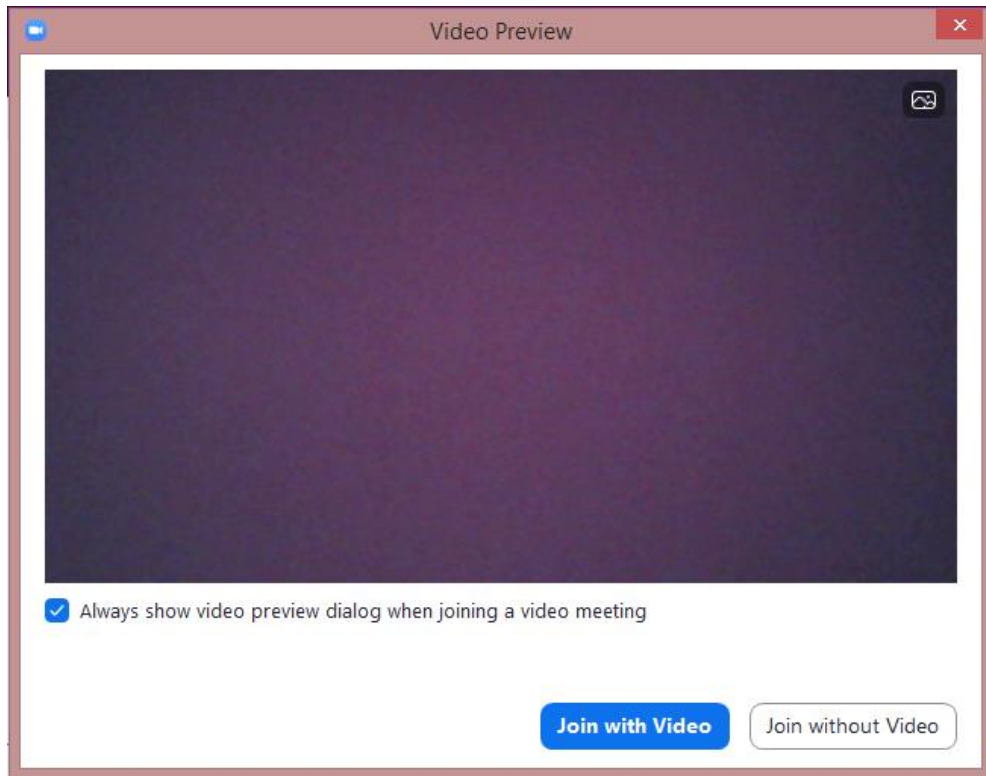 Video Preview
Always show video preview dialog when joining a video meeting
Join with Video
Join without Video